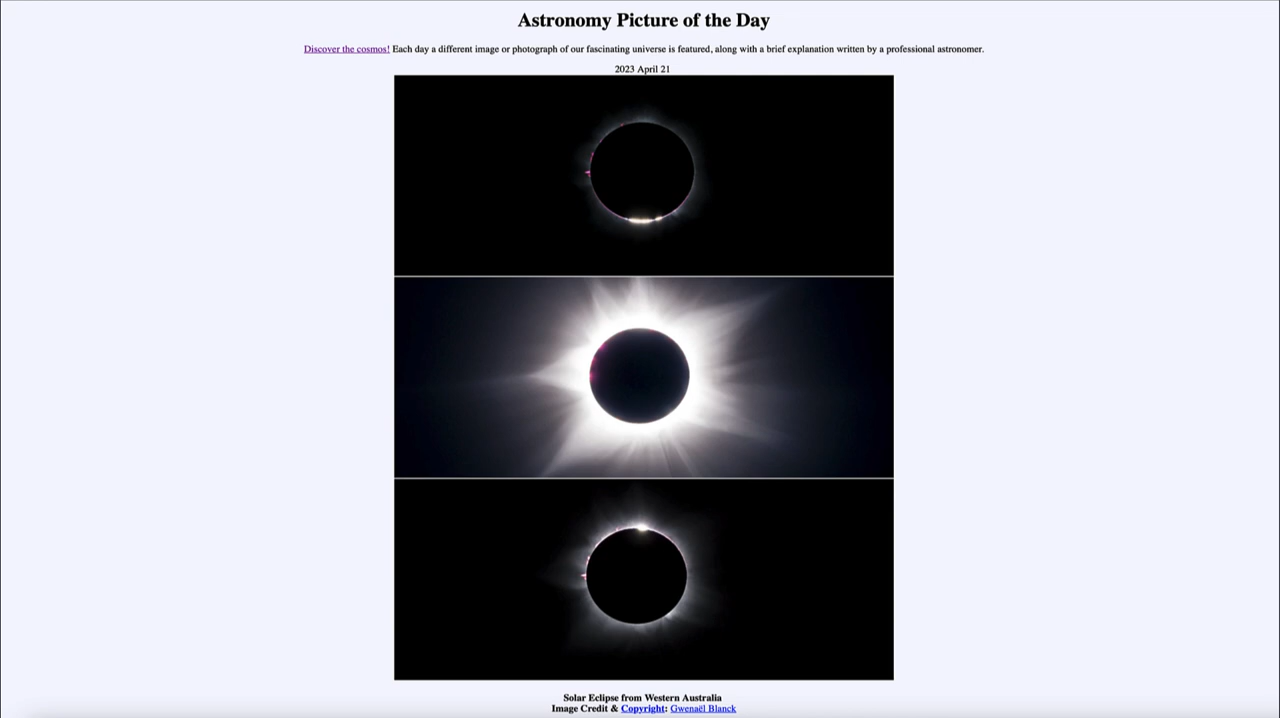 Astronomy Picture of the Day
Discover the cosmos! Each day a different image or photograph of our fascinating universe is featured, along with a brief explanation written by a professional astronomer.
2023 April 21
Solar Eclipse from Western Australia
Image Credit & Copyright: Gwenaël Blanck